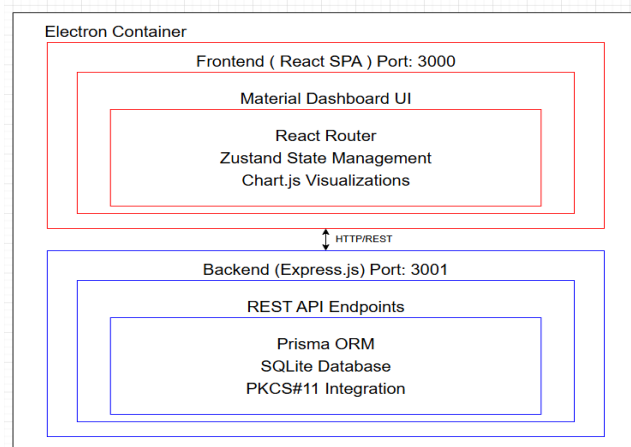 Electron Container
Frontend ( React SPA ) Port: 3000
Material Dashboard UI
React Router
Zustand State Management
Chart.js Visualizations
HTTP/REST
Backend (Express.js) Port: 3001
REST API Endpoints
Prisma ORM
SQLite Database
PKCS#11 Integration